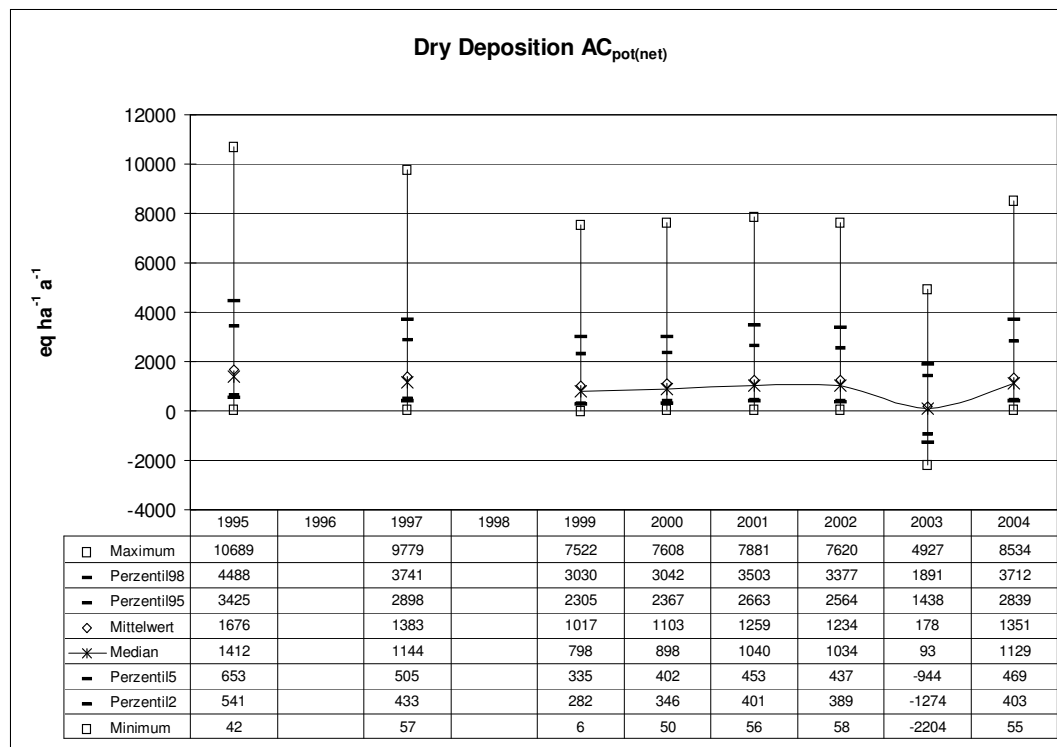 Dry Deposition AC pot(net)
12000
10000
8000
6000
4000
2000
0
-2000
-4000
eq ha-1 a-1
1995 1996 1997 1998 1999 2000 2001 2002 2003 2004
Maximum 10689 9779 7522 7608 7881 7620 4927 8534
Perzentil98 4488 3741 3030 3042 3503 3377 1891 3712
Perzentil95 3425 2898 2305 2367 2663 2564 1438 2839
Mittelwert 1676 1383 1017 1103 1259 1234 178 1351
Median 1412 1144 798 898 1040 1034 93 1129
Perzentil5 653 505 335 402 453 437 -944 469
Perzentil2 541 433 282 346 401 389 -1274 403
Minimum 42 57 6 50 56 58 -2204 55